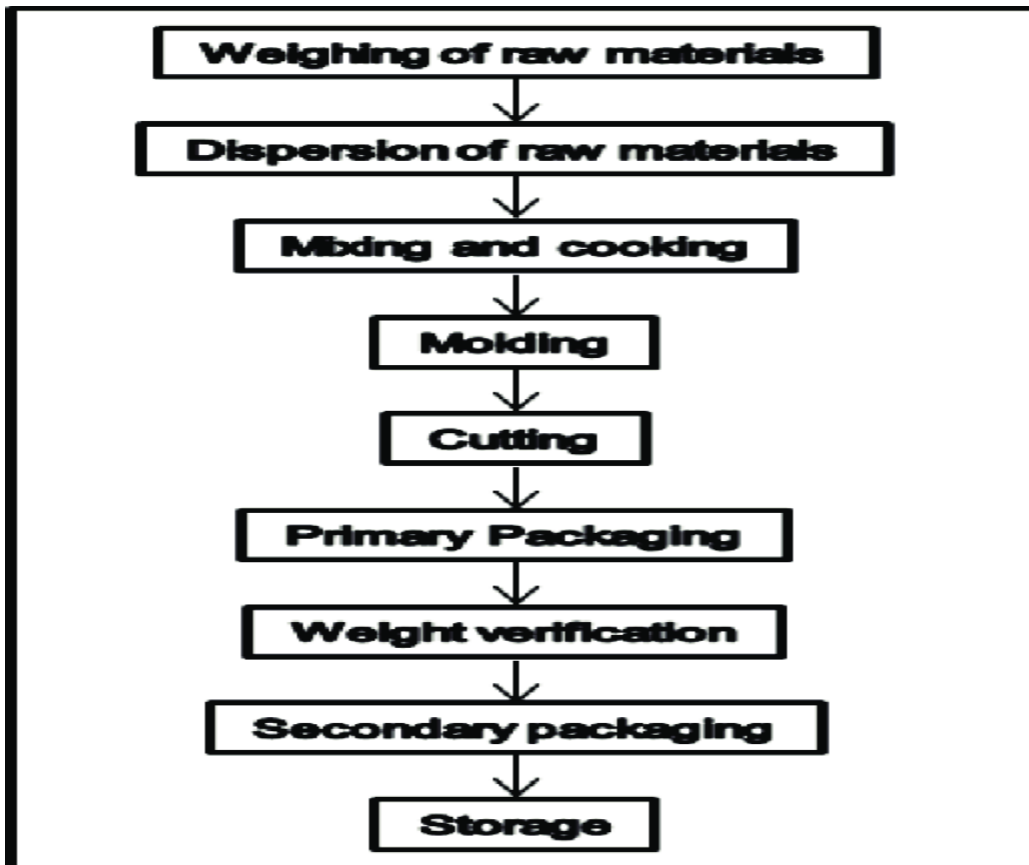 Weighing of raw materials
Dispersion of raw materials
Mixing and cooking
Molding
Cutting
Primary Packaging
Weight verification
Secondary packaging
Storage